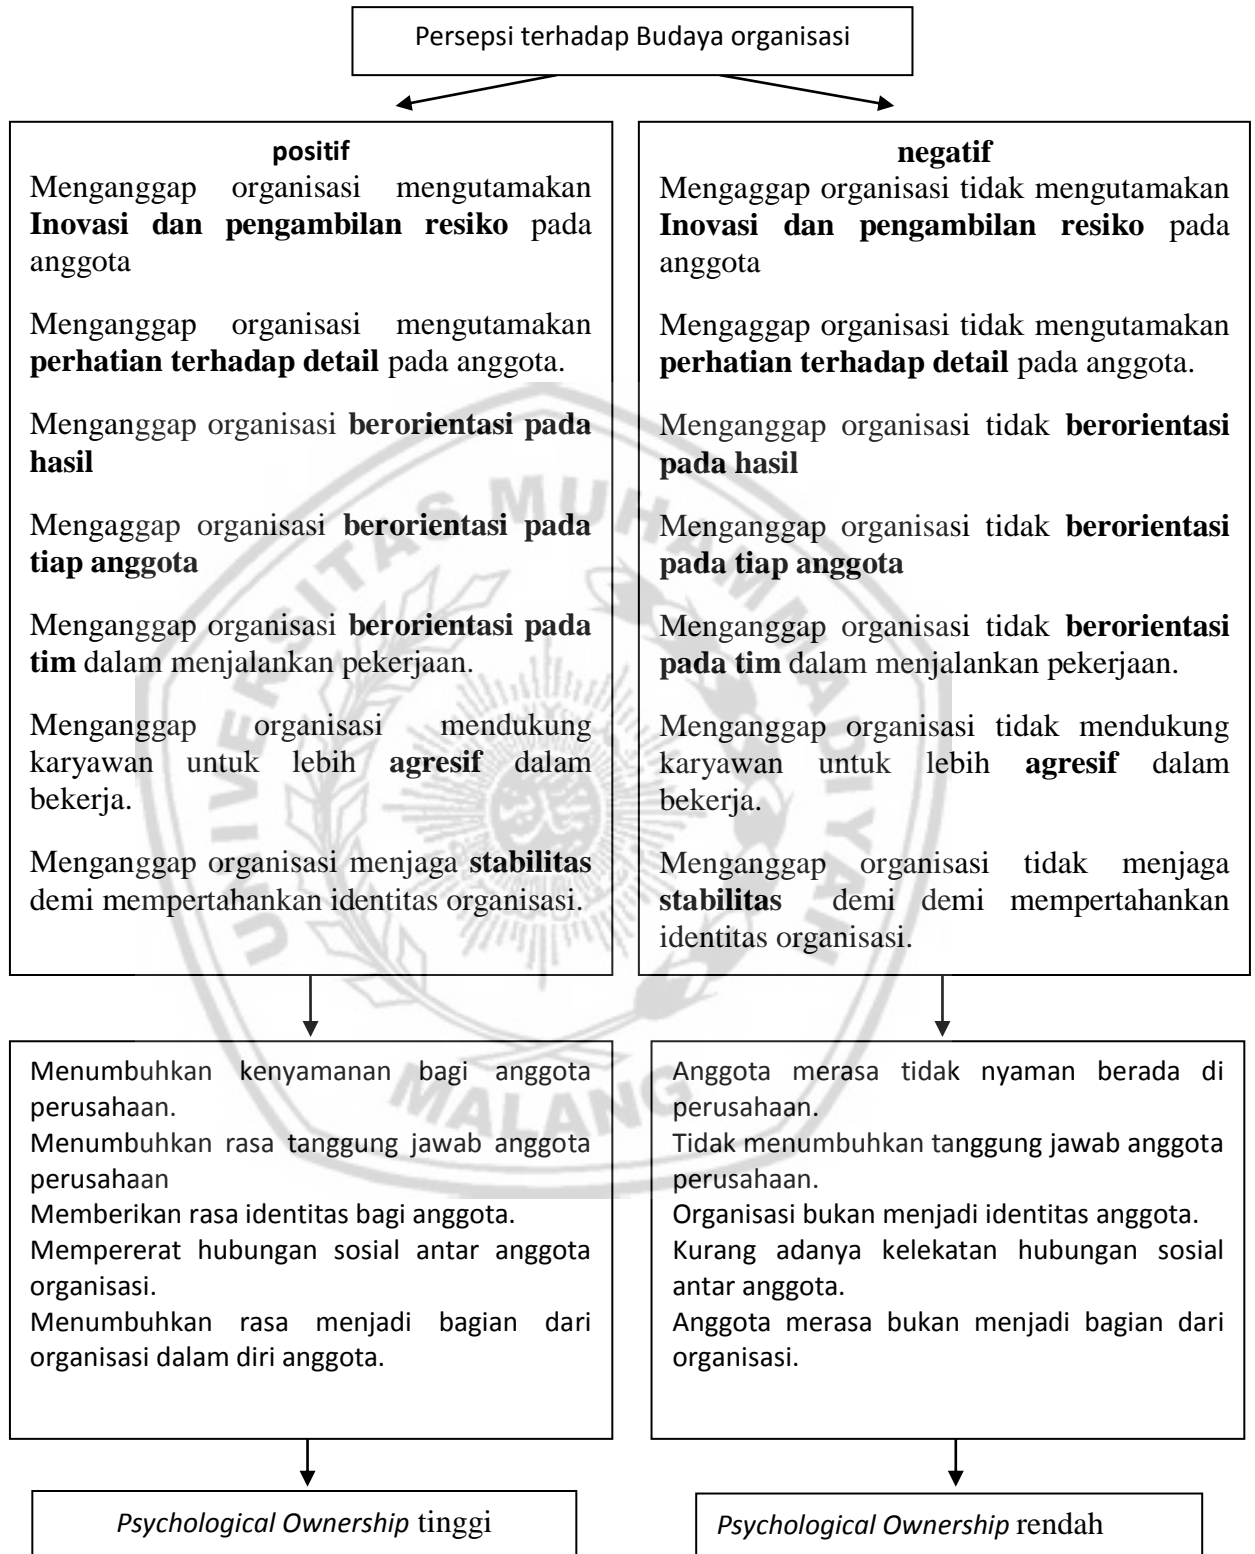 Persepsi terhadap Budaya organisasi
positif
Menganggap organisasi mengutamakan
Inovasi dan pengambilan resiko pada
anggota
Menganggap organisasi mengutamakan
perhatian terhadap detail pada anggota.
Menganggap organisasi berorientasi pada
hasil
Mengaggap organisasi berorientasi pada
tiap anggota
Menganggap organisasi berorientasi pada
tim dalam menjalankan pekerjaan.
Menganggap organisasi mendukung
karyawan untuk lebih agresif dalam
bekerja.
Menganggap organisasi menjaga stabilitas
demi mempertahankan identitas organisasi.
negatif
Mengaggap organisasi tidak mengutamakan
Inovasi dan pengambilan resiko pada
anggota
Mengaggap organisasi tidak mengutamakan
perhatian terhadap detail pada anggota.
Menganggap organisasi tidak berorientasi
pada hasil
Menganggap organisasi tidak berorientasi
pada tiap anggota
Menganggap organisasi tidak berorientasi
pada tim dalam menjalankan pekerjaan.
Menganggap organisasi tidak mendukung
karyawan untuk lebih agresif dalam
bekerja.
Menganggap organisasi tidak menjaga
stabilitas demi demi mempertahankan
identitas organisasi.
Menumbuhkan kenyamanan bagi anggota
perusahaan.
Menumbuhkan rasa tanggung jawab anggota
perusahaan
Memberikan rasa identitas bagi anggota.
Mempererat hubungan sosial antar anggota
organisasi.
Menumbuhkan rasa menjadi bagian dari
organisasi dalam diri anggota.
Anggota merasa tidak nyaman berada di
perusahaan.
Tidak menumbuhkan tanggung jawab anggota
perusahaan.
Organisasi bukan menjadi identitas anggota.
Kurang adanya kelekatan hubungan sosial
antar anggota.
Anggota merasa bukan menjadi bagian dari
organisasi.
Psychological Ownership tinggi
Psychological Ownership rendah
UNIVERSITAS MUHAMMADIYAH
MALANG